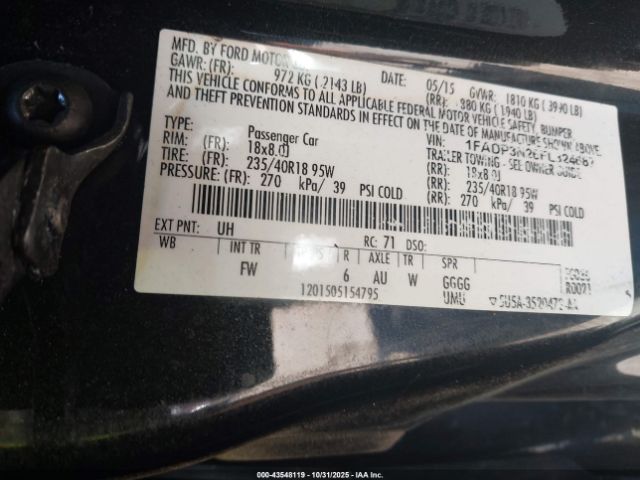 MFD. BY FORD MOTOR
DATE: 05/15 GVWR: 1810 KG ( 3990 LB)
GAWR: (FR): 972 KG ( 2143 LB) (RR): 880 KG ( 1940 LB)
THIS VEHICLE CONFORMS TO ALL APPLICABLE FEDERAL MOTOR VEHICLE SAFETY, BUMPER,
AND THEFT PREVENTION STANDARDS IN EFFECT ON THE DATE OF MANUFACTURE SHOWN ABOVE.
VIN:
TYPE: Passenger Car TRAILER TOWING - SEE OWNER GUIDE
RIM: (FR): 18x8.0J (RR): 18x8.0J
TIRE: (FR): 235/40R18 95W (RR): 235/40R18 95W
PRESSURE: (FR): 270 kPa/ 39 PSI COLD (RR): 270 kPa/ 39 PSI COLD
EXT PNT: UH RC: 71 DSO:
WB INT TR R AXLE TR SPR
FW 6 AU W GGGG
1201505154795 UMU
000-43548119 - 10/31/2025 - IAA Inc.